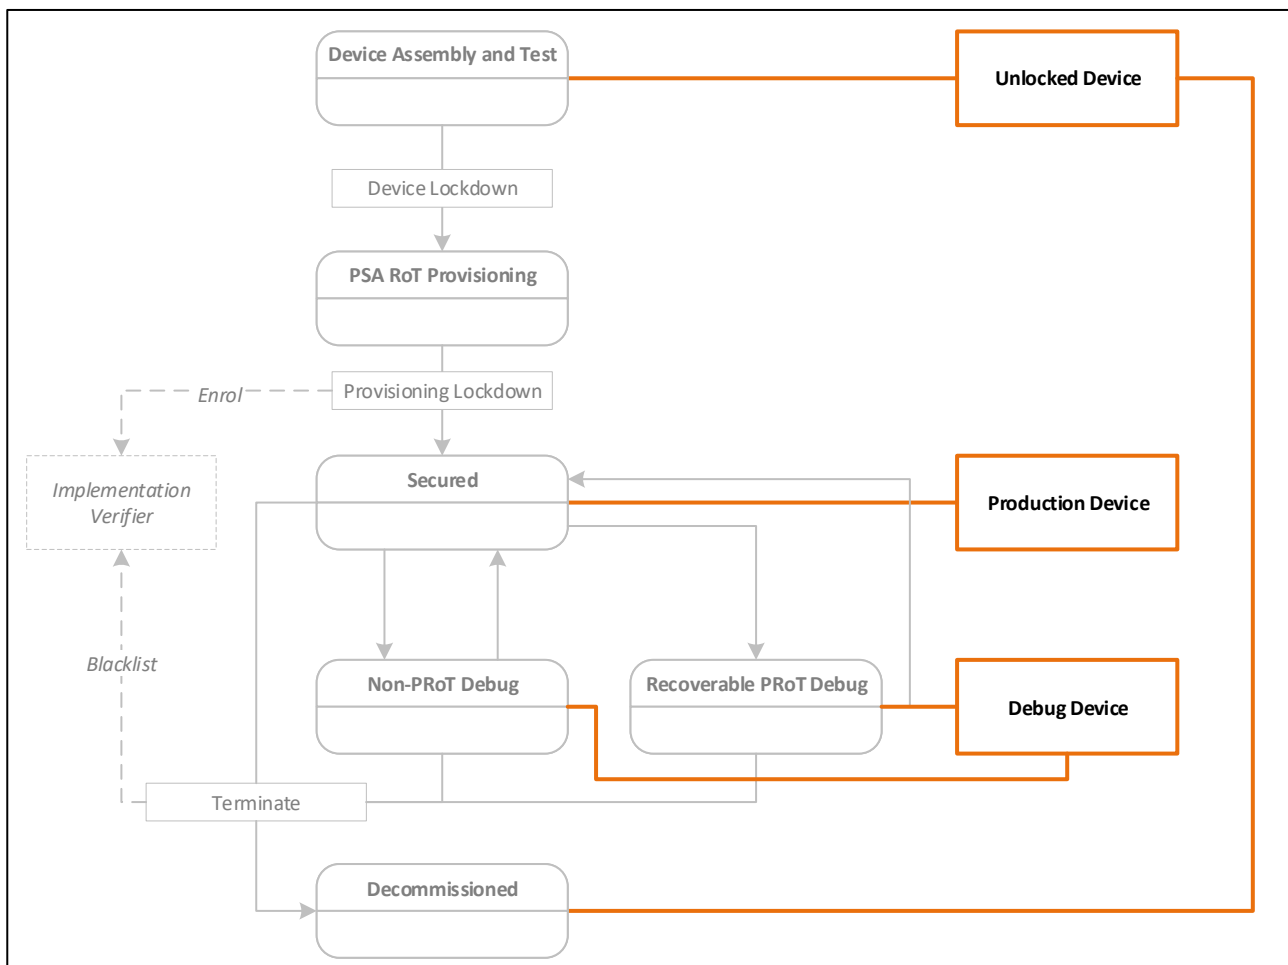 Device Assembly and Test
Unlocked Device
Device Lockdown
PSA RoT Provisioning
Enrol
Provisioning Lockdown
Implementation
Verifier
Secured
Production Device
Blacklist
Non-PRoT Debug
Recoverable PRoT Debug
Debug Device
Terminate
Decommissioned